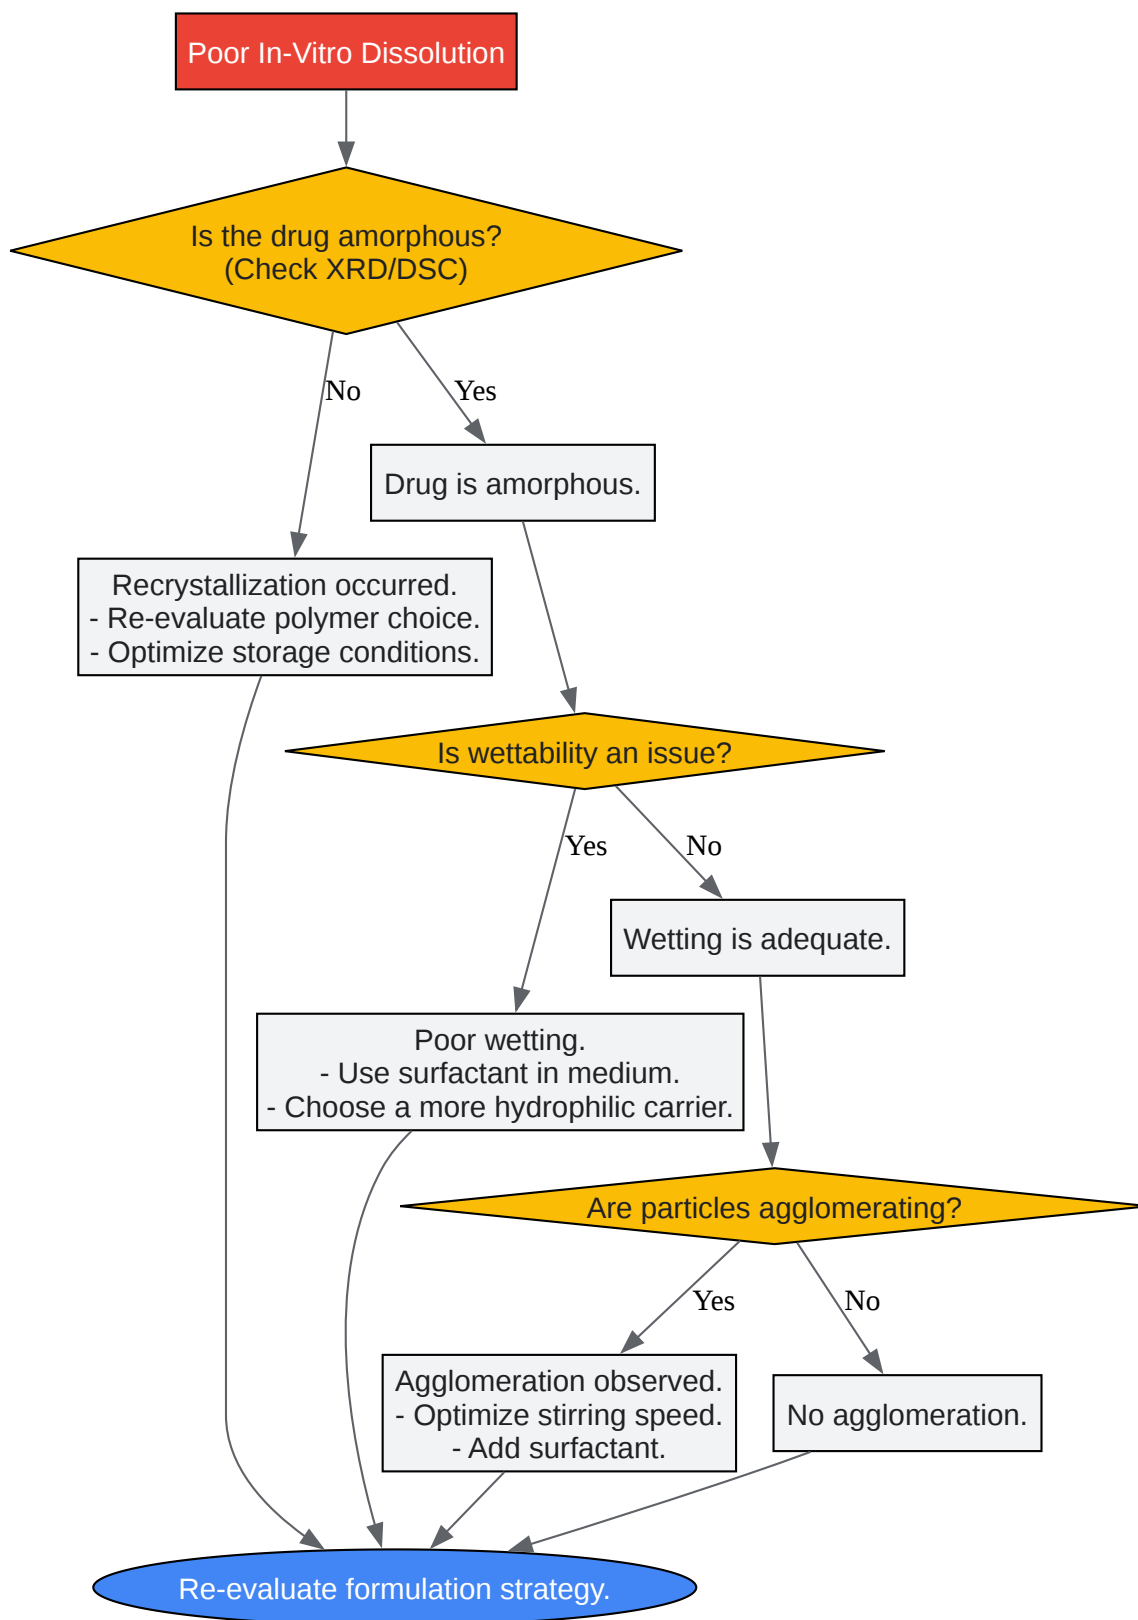 Poor In-Vitro Dissolution
Is the drug amorphous?
(Check XRD/DSC)
No
Yes
Drug is amorphous.
Recrystallization occurred.
- Re-evaluate polymer choice.
- Optimize storage conditions.
Is wettability an issue?
Yes
No
Wetting is adequate.
Poor wetting.
- Use surfactant in medium.
- Choose a more hydrophilic carrier.
Are particles agglomerating?
Yes
No
Agglomeration observed.
- Optimize stirring speed.
- Add surfactant.
No agglomeration.
Re-evaluate formulation strategy.